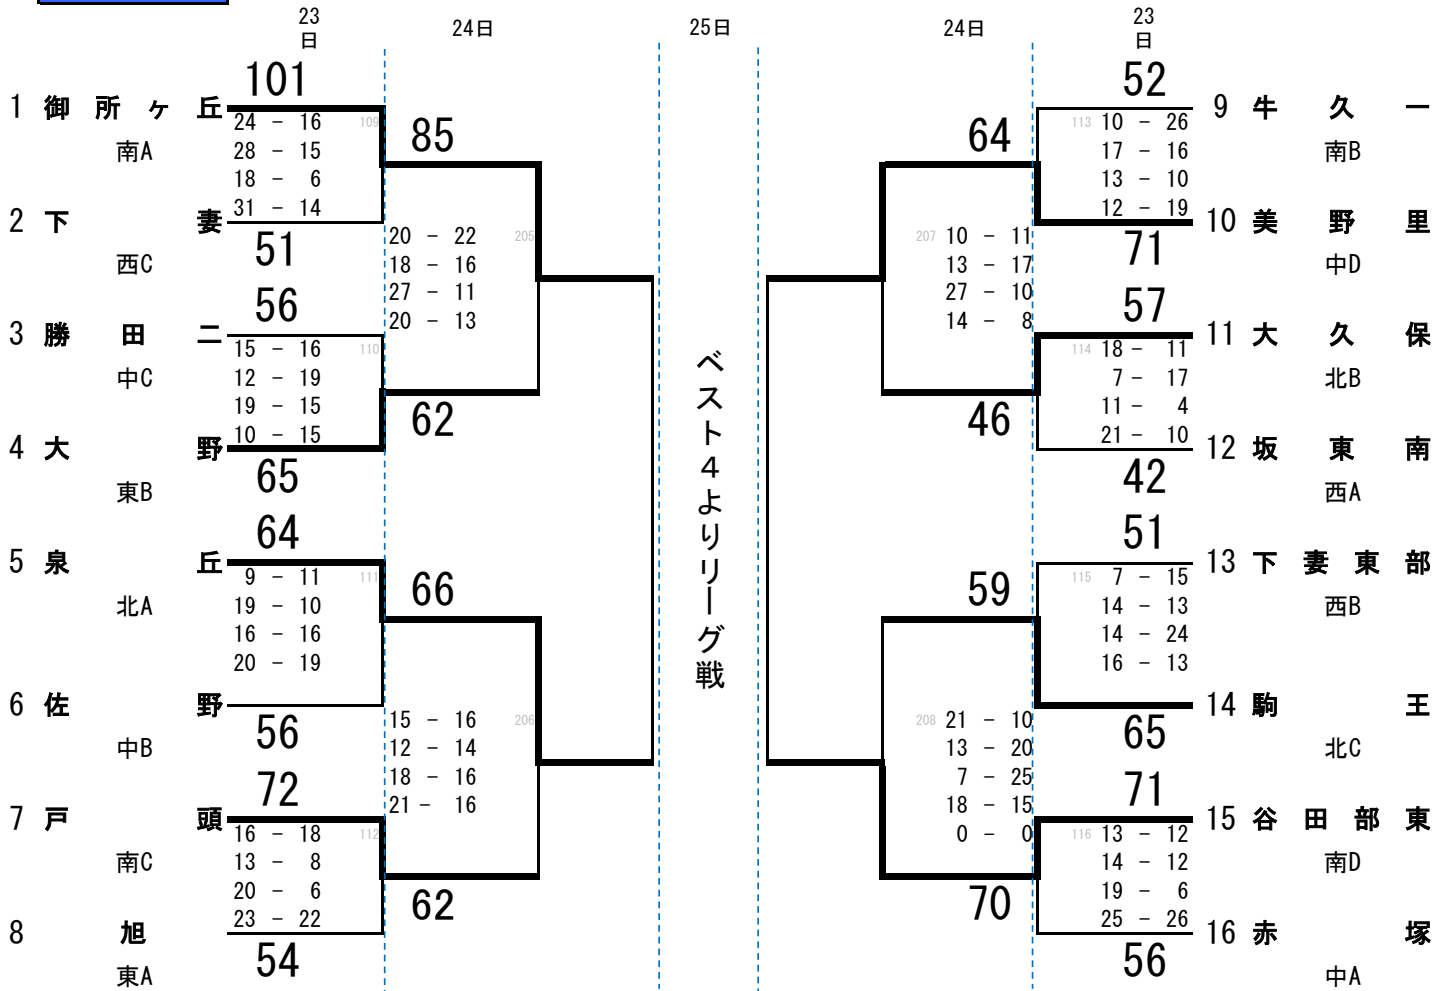 23
日
24日
25日
24日
23
日
101
1 御所ヶ丘
南A
24 - 16 109
28 - 15
18 - 6
31 - 14
2 下妻
西C
51
56
3 勝田二
中C
15 - 16 110
12 - 19
19 - 15
10 - 15
4 大野
東B
65
64
5 泉丘
北A
9 - 11 111
19 - 10
16 - 16
20 - 19
6 佐野
中B
56
72
7 戸頭
南C
16 - 18 112
13 - 8
20 - 6
23 - 22
8 旭
東A
54
85
20 - 22 205
18 - 16
27 - 11
20 - 13
62
66
15 - 16 206
12 - 14
18 - 16
21 - 16
62
ベスト4よりリーグ戦
64
207 10 - 11
13 - 17
27 - 10
14 - 8
46
59
208 21 - 10
13 - 20
7 - 25
18 - 15
0 - 0
70
52
9 牛久一
南B
113 10 - 26
17 - 16
13 - 10
12 - 19
10 美野里
中D
71
57
11 大久保
北B
114 18 - 11
7 - 17
11 - 4
21 - 10
12 坂東南
西A
42
51
13 下妻東部
西B
115 7 - 15
14 - 13
14 - 24
16 - 13
14 駒王
北C
65
71
15 谷田部東
南D
116 13 - 12
14 - 12
19 - 6
25 - 26
16 赤塚
中A
56